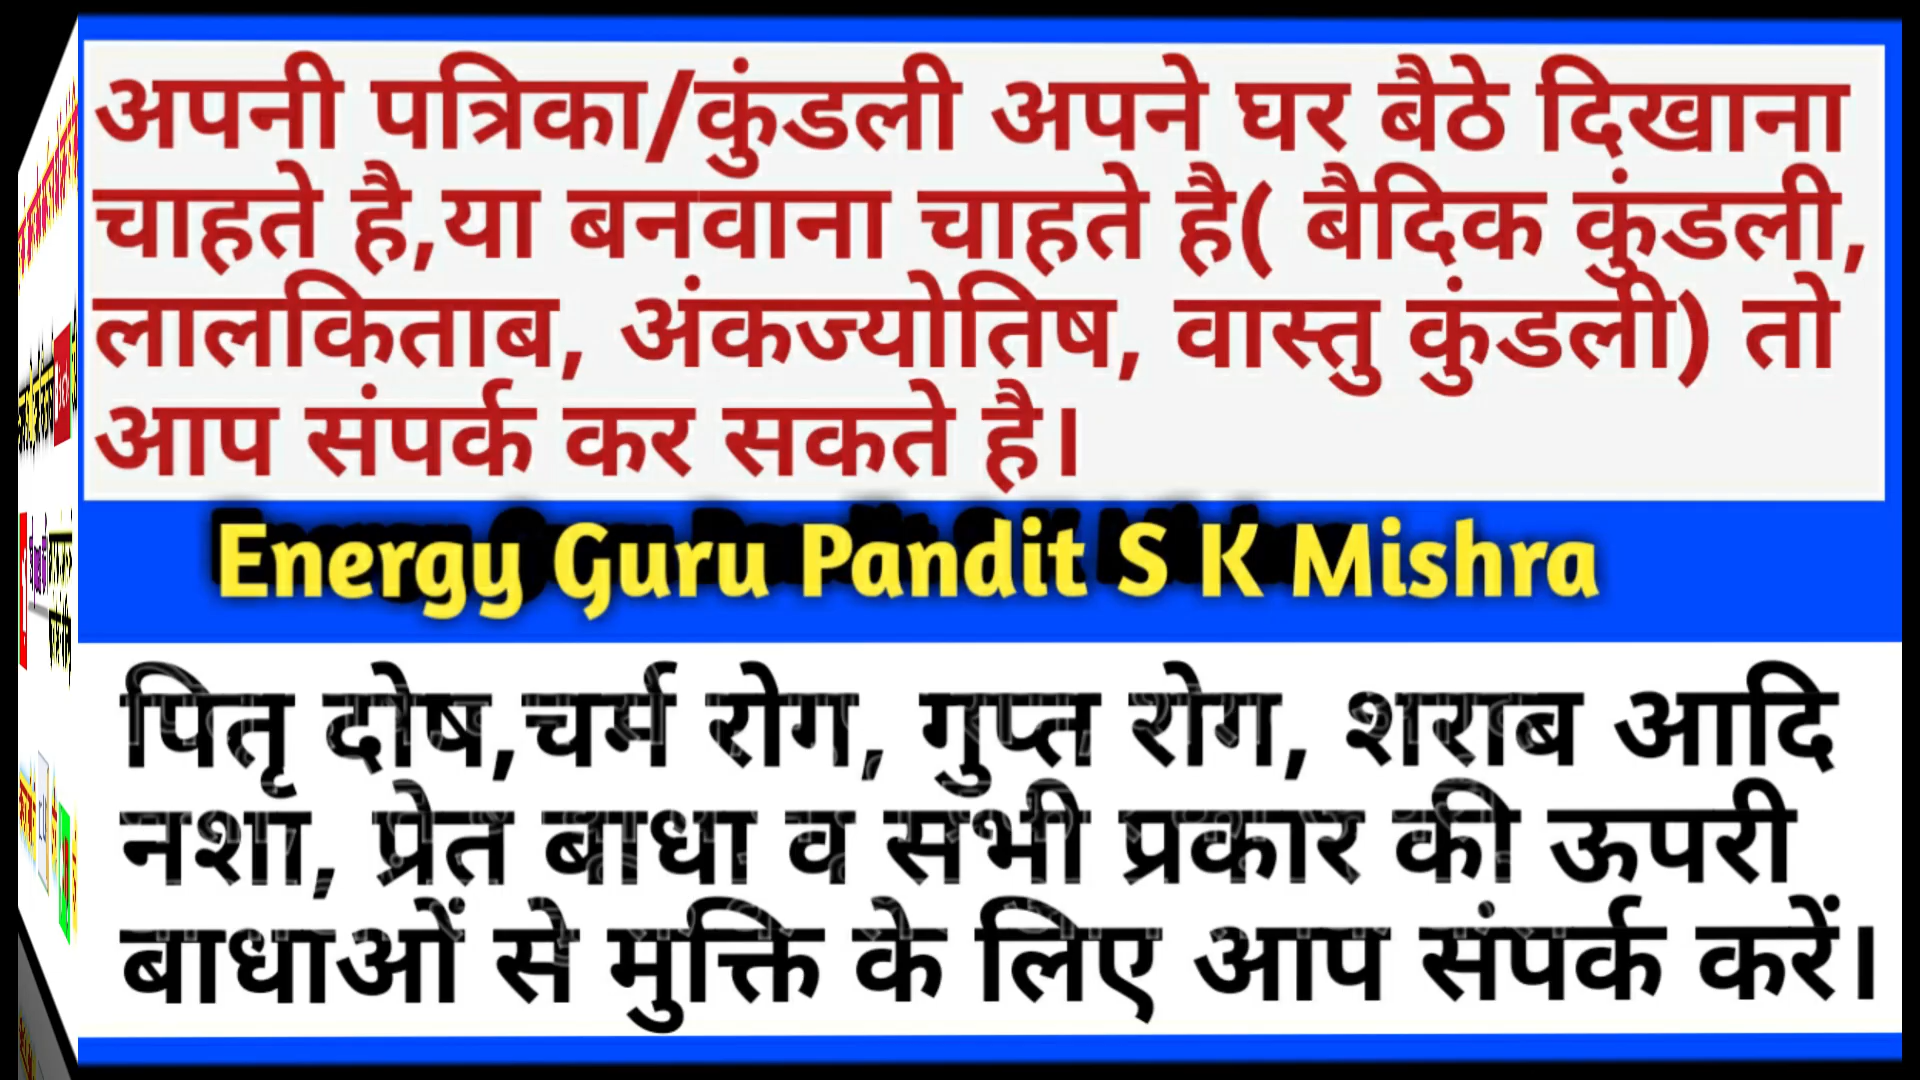 अपनी पत्रिका/कुंडली अपने घर बैठे दिखाना
चाहते है,या बनवाना चाहते है( बैदिक कुंडली,
लालकिताब, अंकज्योतिष, वास्तु कुंडली) तो
आप संपर्क कर सकते है।
Energy Guru Pandit S K Mishra
पितृ दोष,चर्म रोग, गुप्त रोग, शराब आदि
नशा, प्रेत बाधा व सभी प्रकार की ऊपरी
बाधाओं से मुक्ति के लिए आप संपर्क करें।